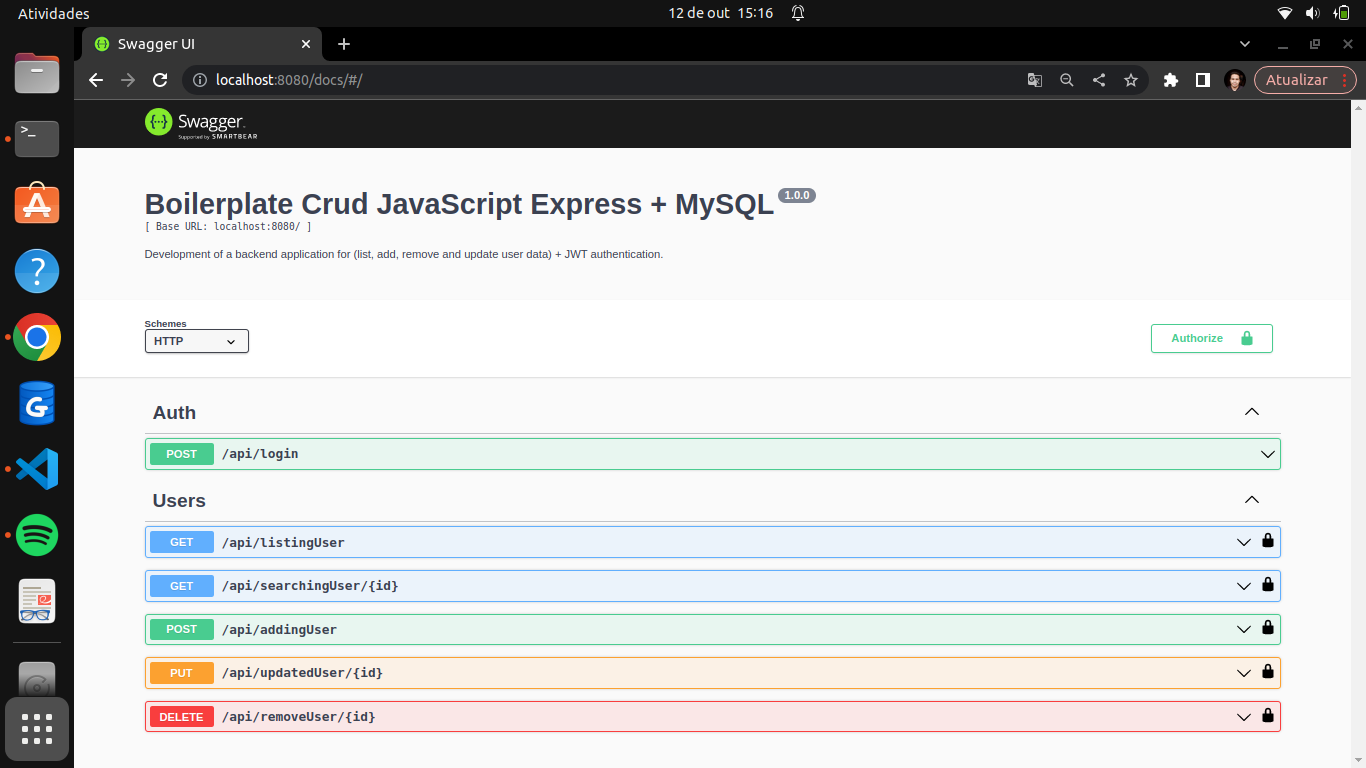 Atividades
12 de out 15:16
Swagger UI
localhost:8080/docs/#/
Atualizar
Swagger
Supported by SMARTBEAR
Boilerplate Crud JavaScript Express + MySQL 1.0.0
[ Base URL: localhost:8080/ ]
Development of a backend application for (list, add, remove and update user data) + JWT authentication.
Schemes
HTTP
Authorize
Auth
POST /api/login
Users
GET /api/listingUser
GET /api/searchingUser/{id}
POST /api/addingUser
PUT /api/updatedUser/{id}
DELETE /api/removeUser/{id}